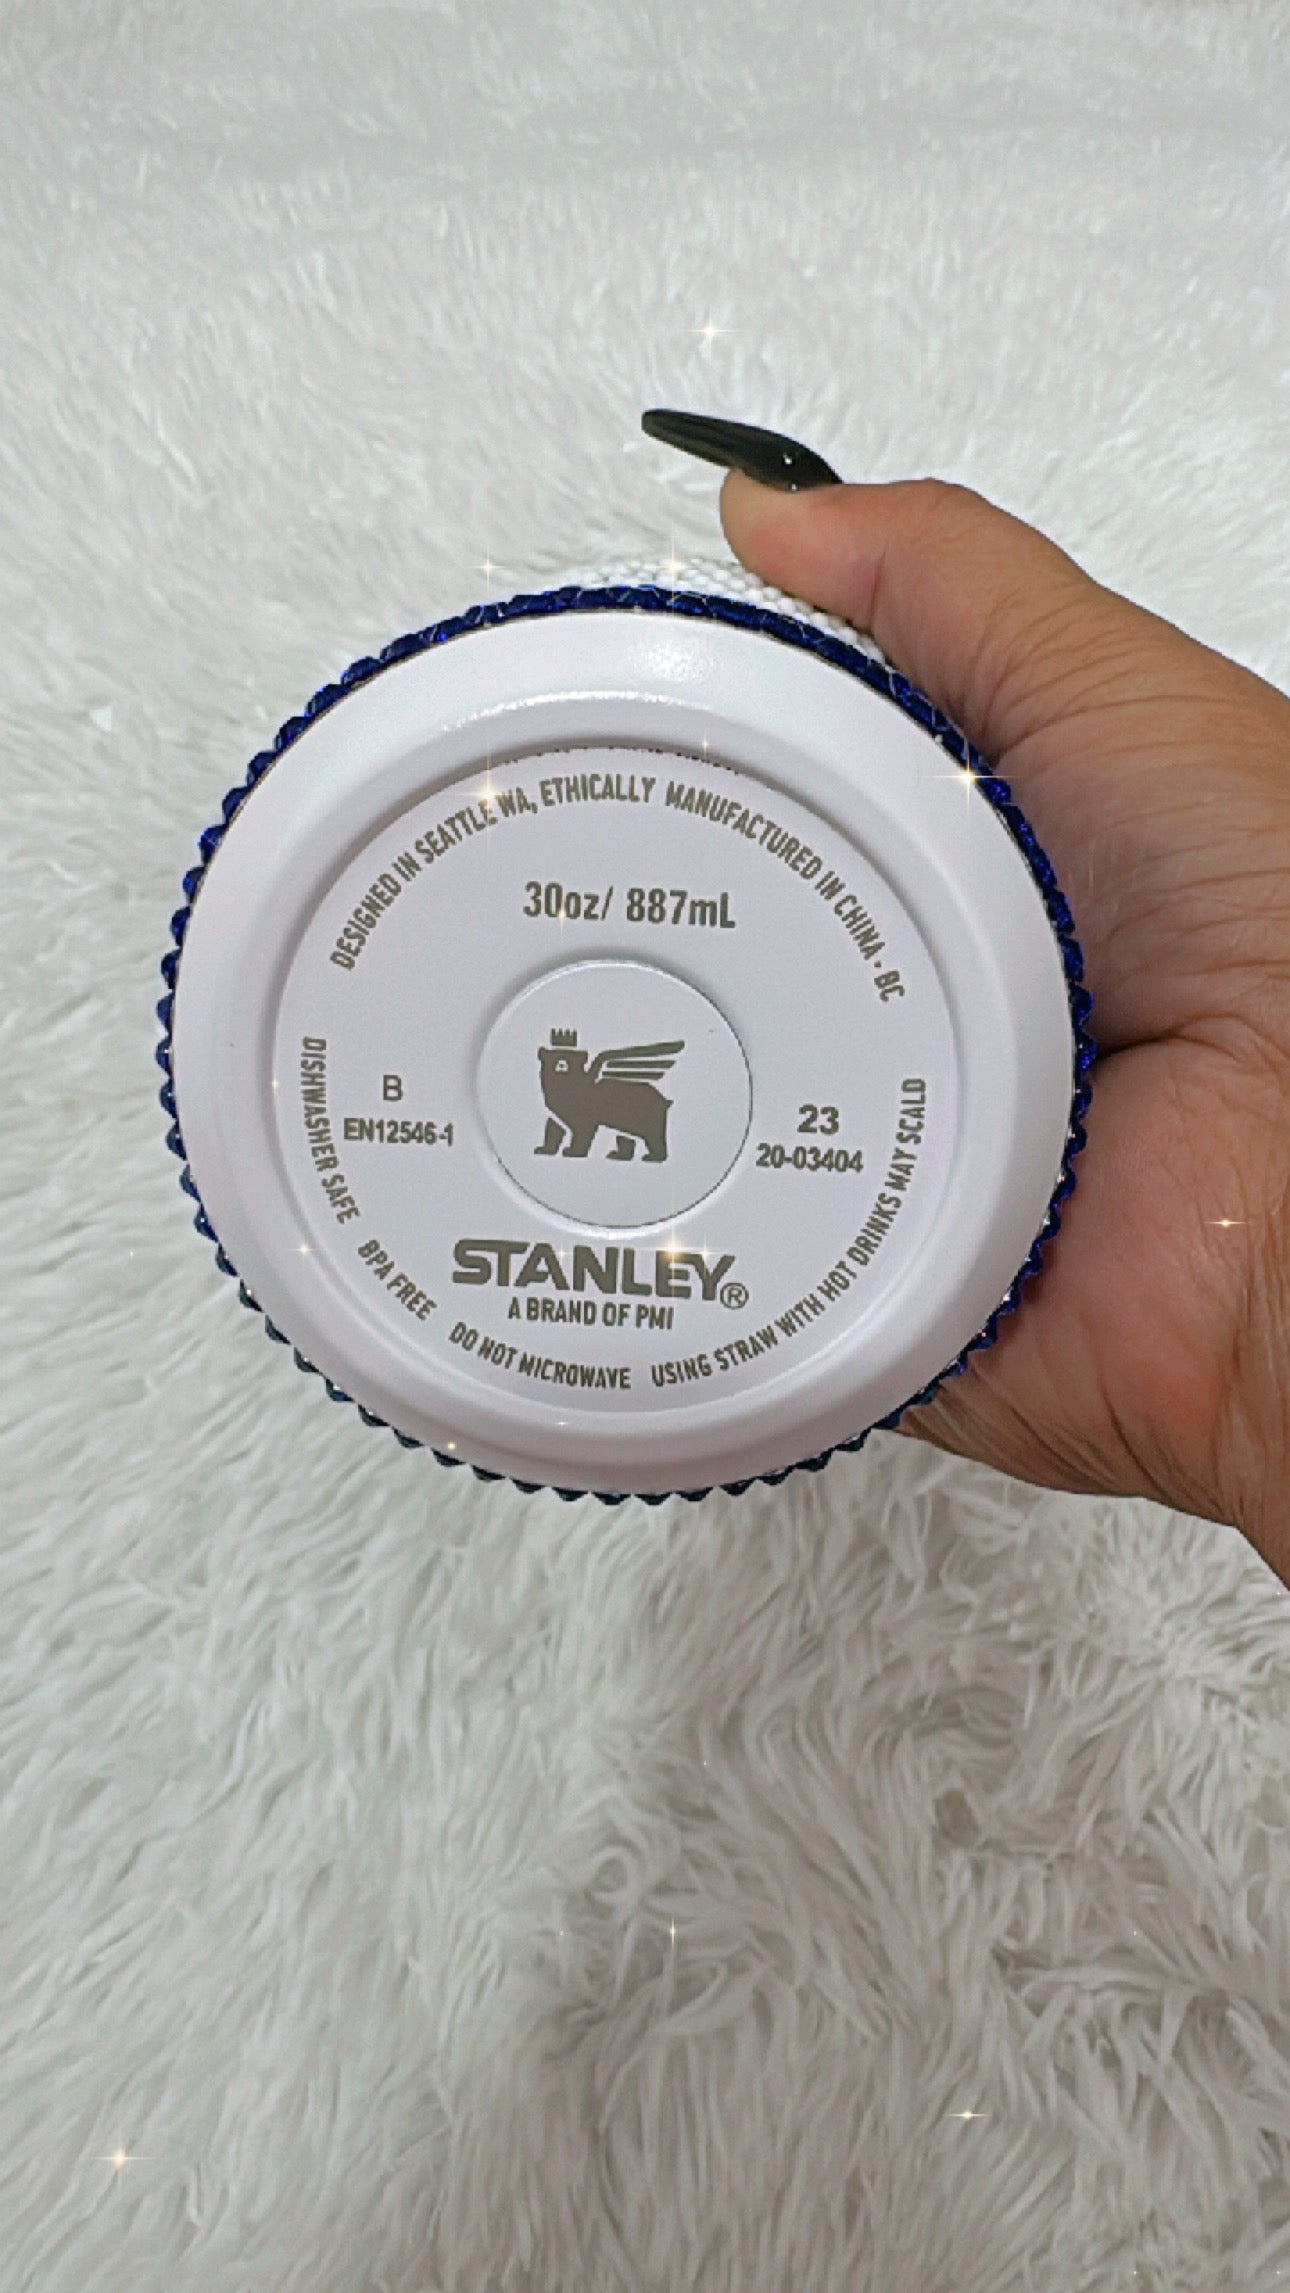 DESIGNED IN SEATTLE WA, ETHICALLY MANUFACTURED IN CHINA · BC
30oz/ 887mL
B
EN12546-1
23
20-03404
STANLEY®
A BRAND OF PMI
DISHWASHER SAFE BPA FREE DO NOT MICROWAVE USING STRAW WITH HOT DRINKS MAY SCALD